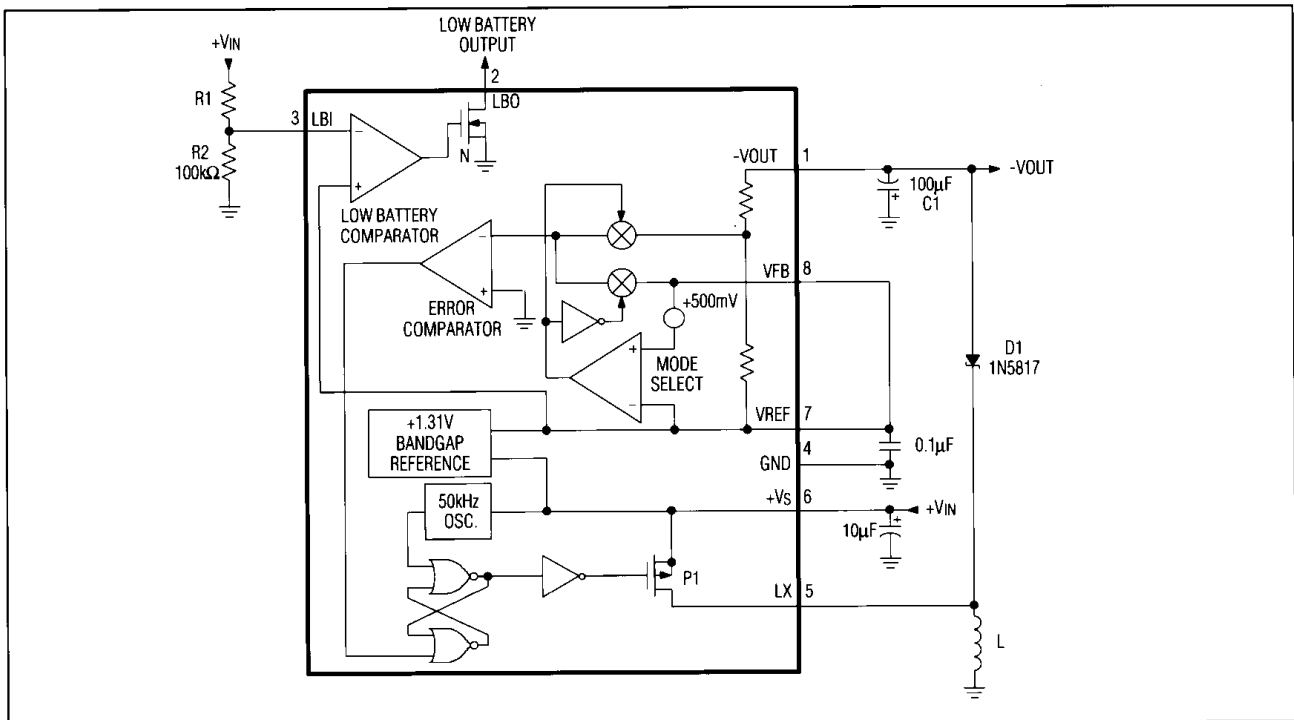 LOW BATTERY
OUTPUT
+VIN
2
LBO
R1
3
LBI
−
R2
100kΩ
+
N
LOW BATTERY
COMPARATOR
-VOUT
1
-VOUT
100µF
+
C1
−
+
ERROR
COMPARATOR
VFB
8
+500mV
+
−
MODE
SELECT
D1
1N5817
+1.31V
BANDGAP
REFERENCE
VREF
7
0.1µF
GND
4
+VS
6
+VIN
10µF
+
50kHz
OSC.
P1
LX
5
L